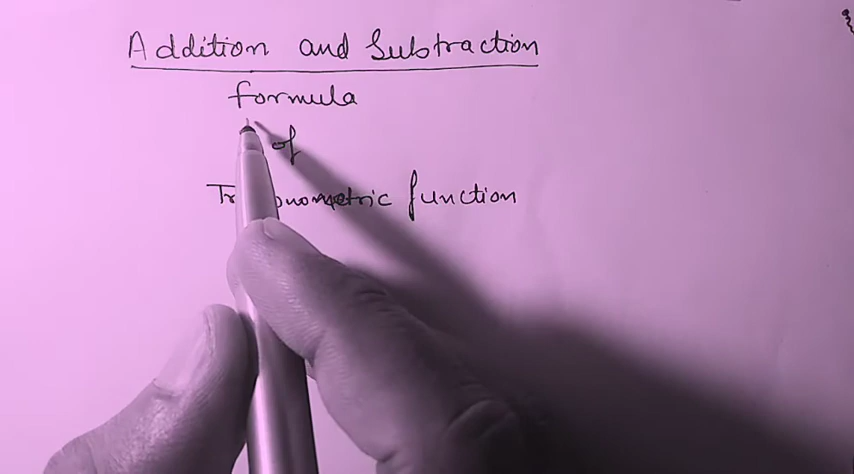 Addition and Subtraction
formula
of
function